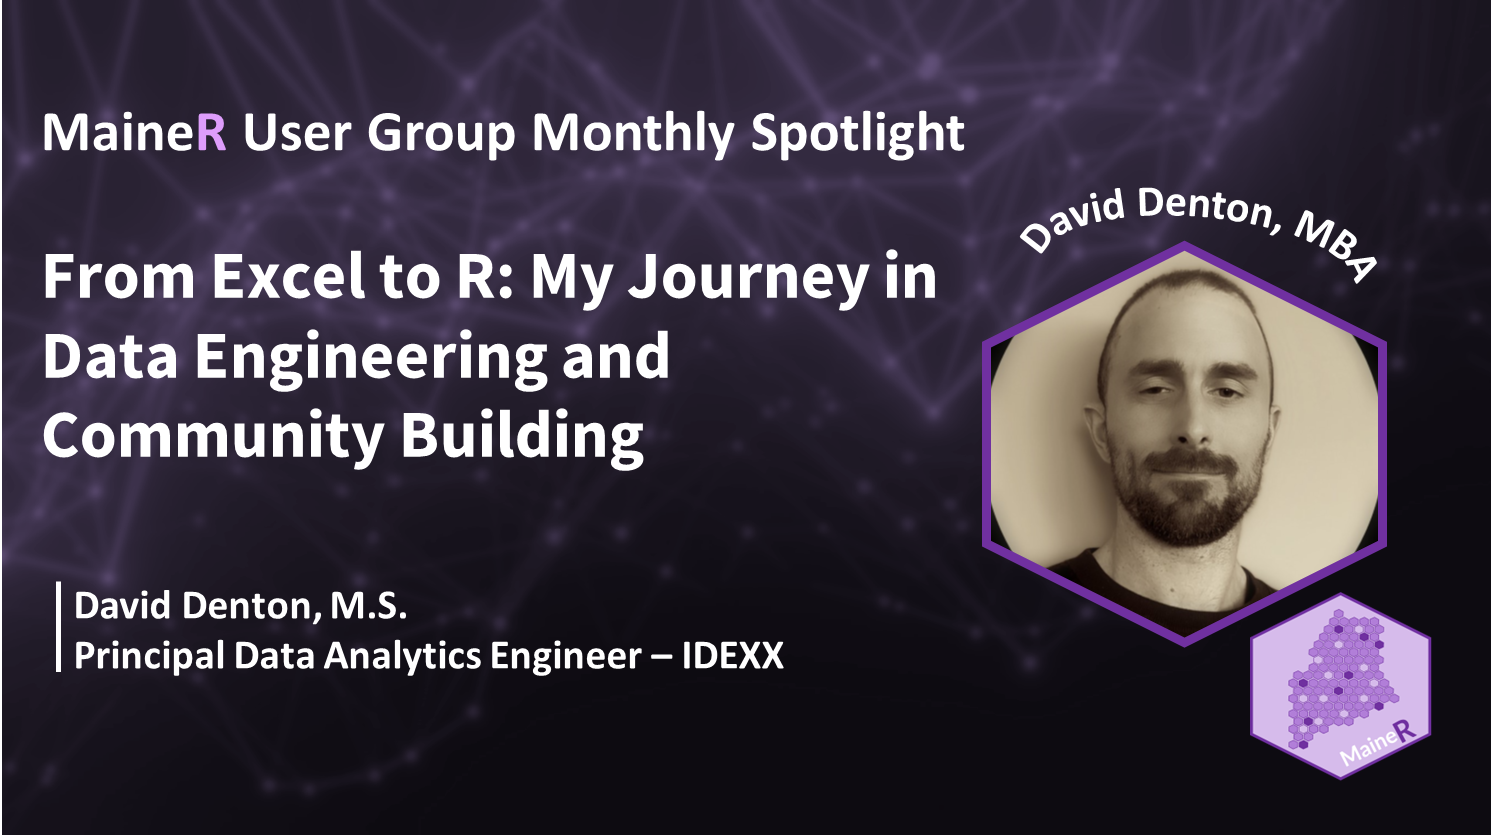 MaineR User Group Monthly Spotlight
David Denton, MBA
From Excel to R: My Journey in
Data Engineering and
Community Building
David Denton, M.S.
Principal Data Analytics Engineer – IDEXX
MaineR